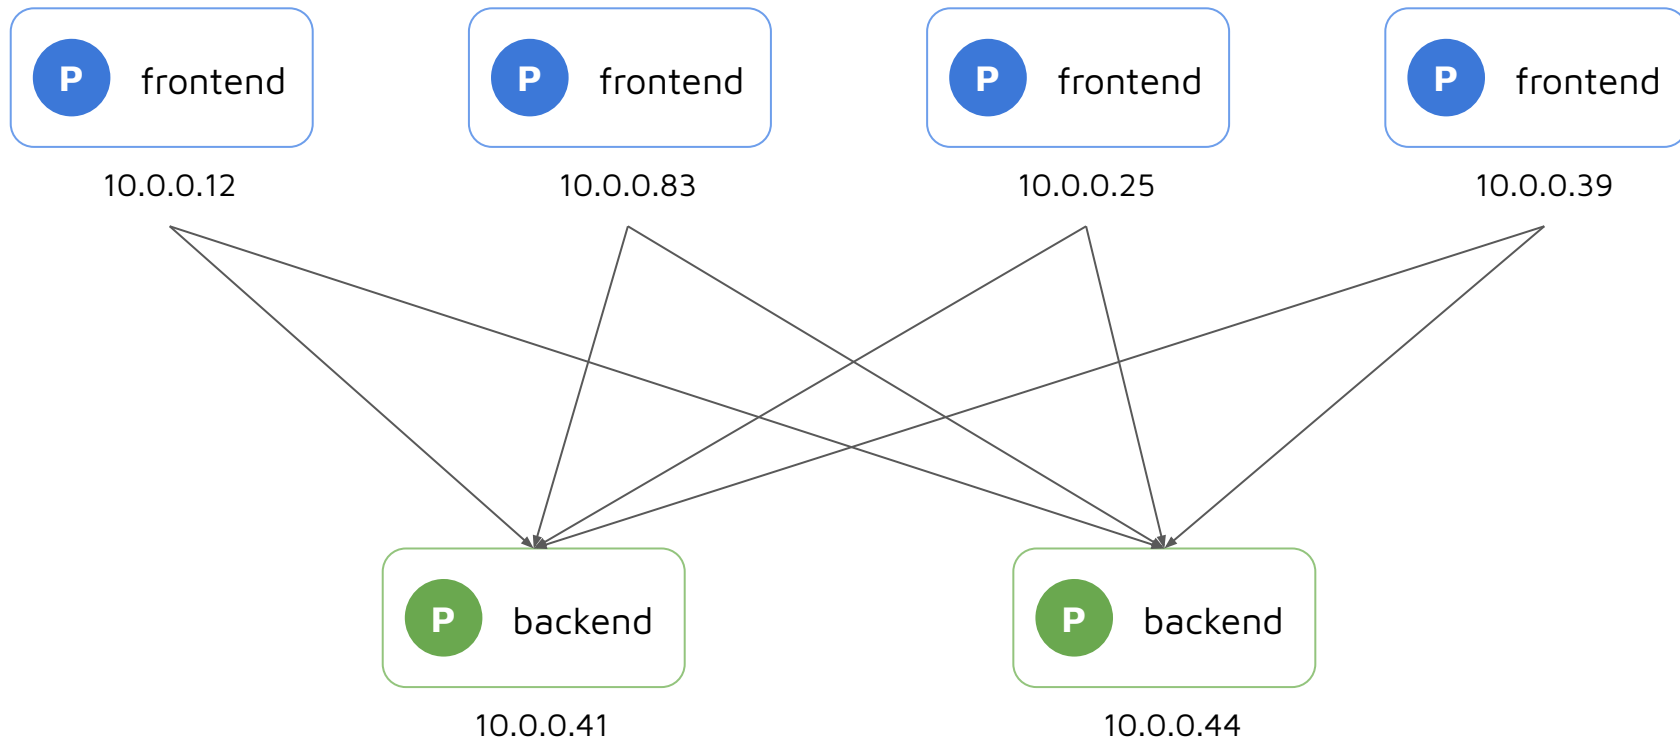 P frontend
P frontend
P frontend
P frontend
10.0.0.12
10.0.0.83
10.0.0.25
10.0.0.39
P backend
P backend
10.0.0.41
10.0.0.44